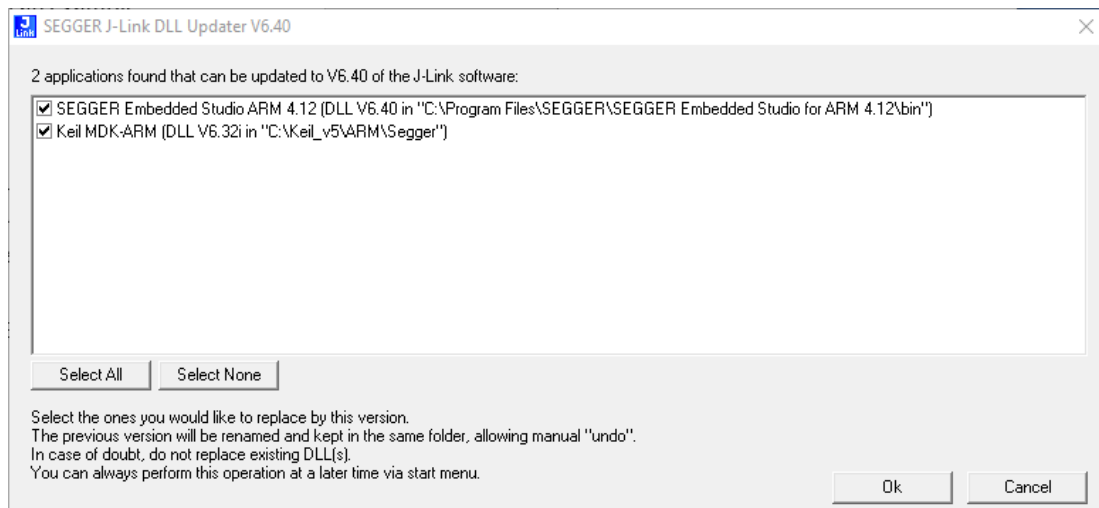 J
Link
SEGGER J-Link DLL Updater V6.40
2 applications found that can be updated to V6.40 of the J-Link software:
SEGGER Embedded Studio ARM 4.12 (DLL V6.40 in "C:\Program Files\SEGGER\SEGGER Embedded Studio for ARM 4.12\bin")
Keil MDK-ARM (DLL V6.32i in "C:\Keil_v5\ARM\Segger")
Select All
Select None
Select the ones you would like to replace by this version.
The previous version will be renamed and kept in the same folder, allowing manual "undo".
In case of doubt, do not replace existing DLL(s).
You can always perform this operation at a later time via start menu.
Ok
Cancel